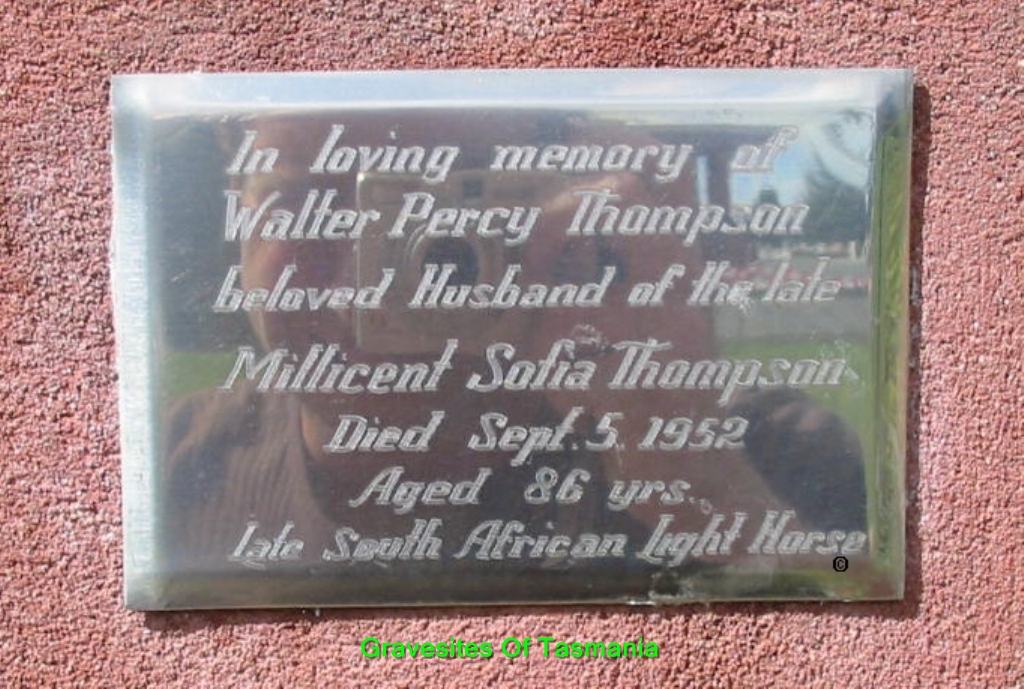 In loving memory of
Walter Percy Thompson
beloved Husband of the late
Millicent Sofia Thompson
Died Sept. 5. 1952
Aged 86 yrs.
Late South African Light Horse
©
Gravesites Of Tasmania